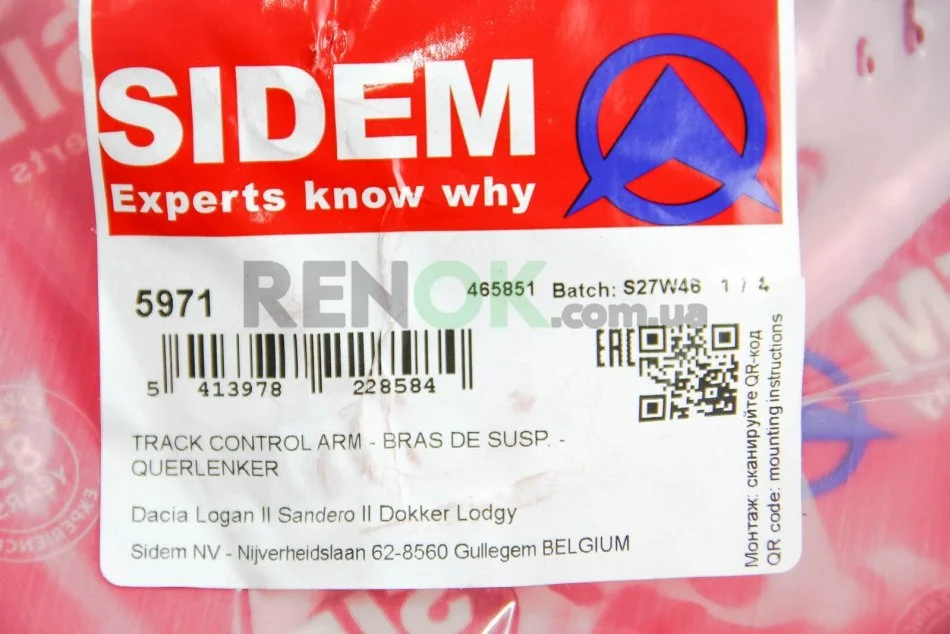 SIDEM
Experts know why
RENOK.com.ua
5971
465851 Batch: S27W46 1 / 4
5 413978 228584
EAC
TRACK CONTROL ARM - BRAS DE SUSP. -
QUERLENKER
Dacia Logan II Sandero II Dokker Lodgy
Sidem NV - Nijverheidslaan 62-8560 Gullegem BELGIUM
Монтаж: сканируйте QR-код
QR code: mounting instructions